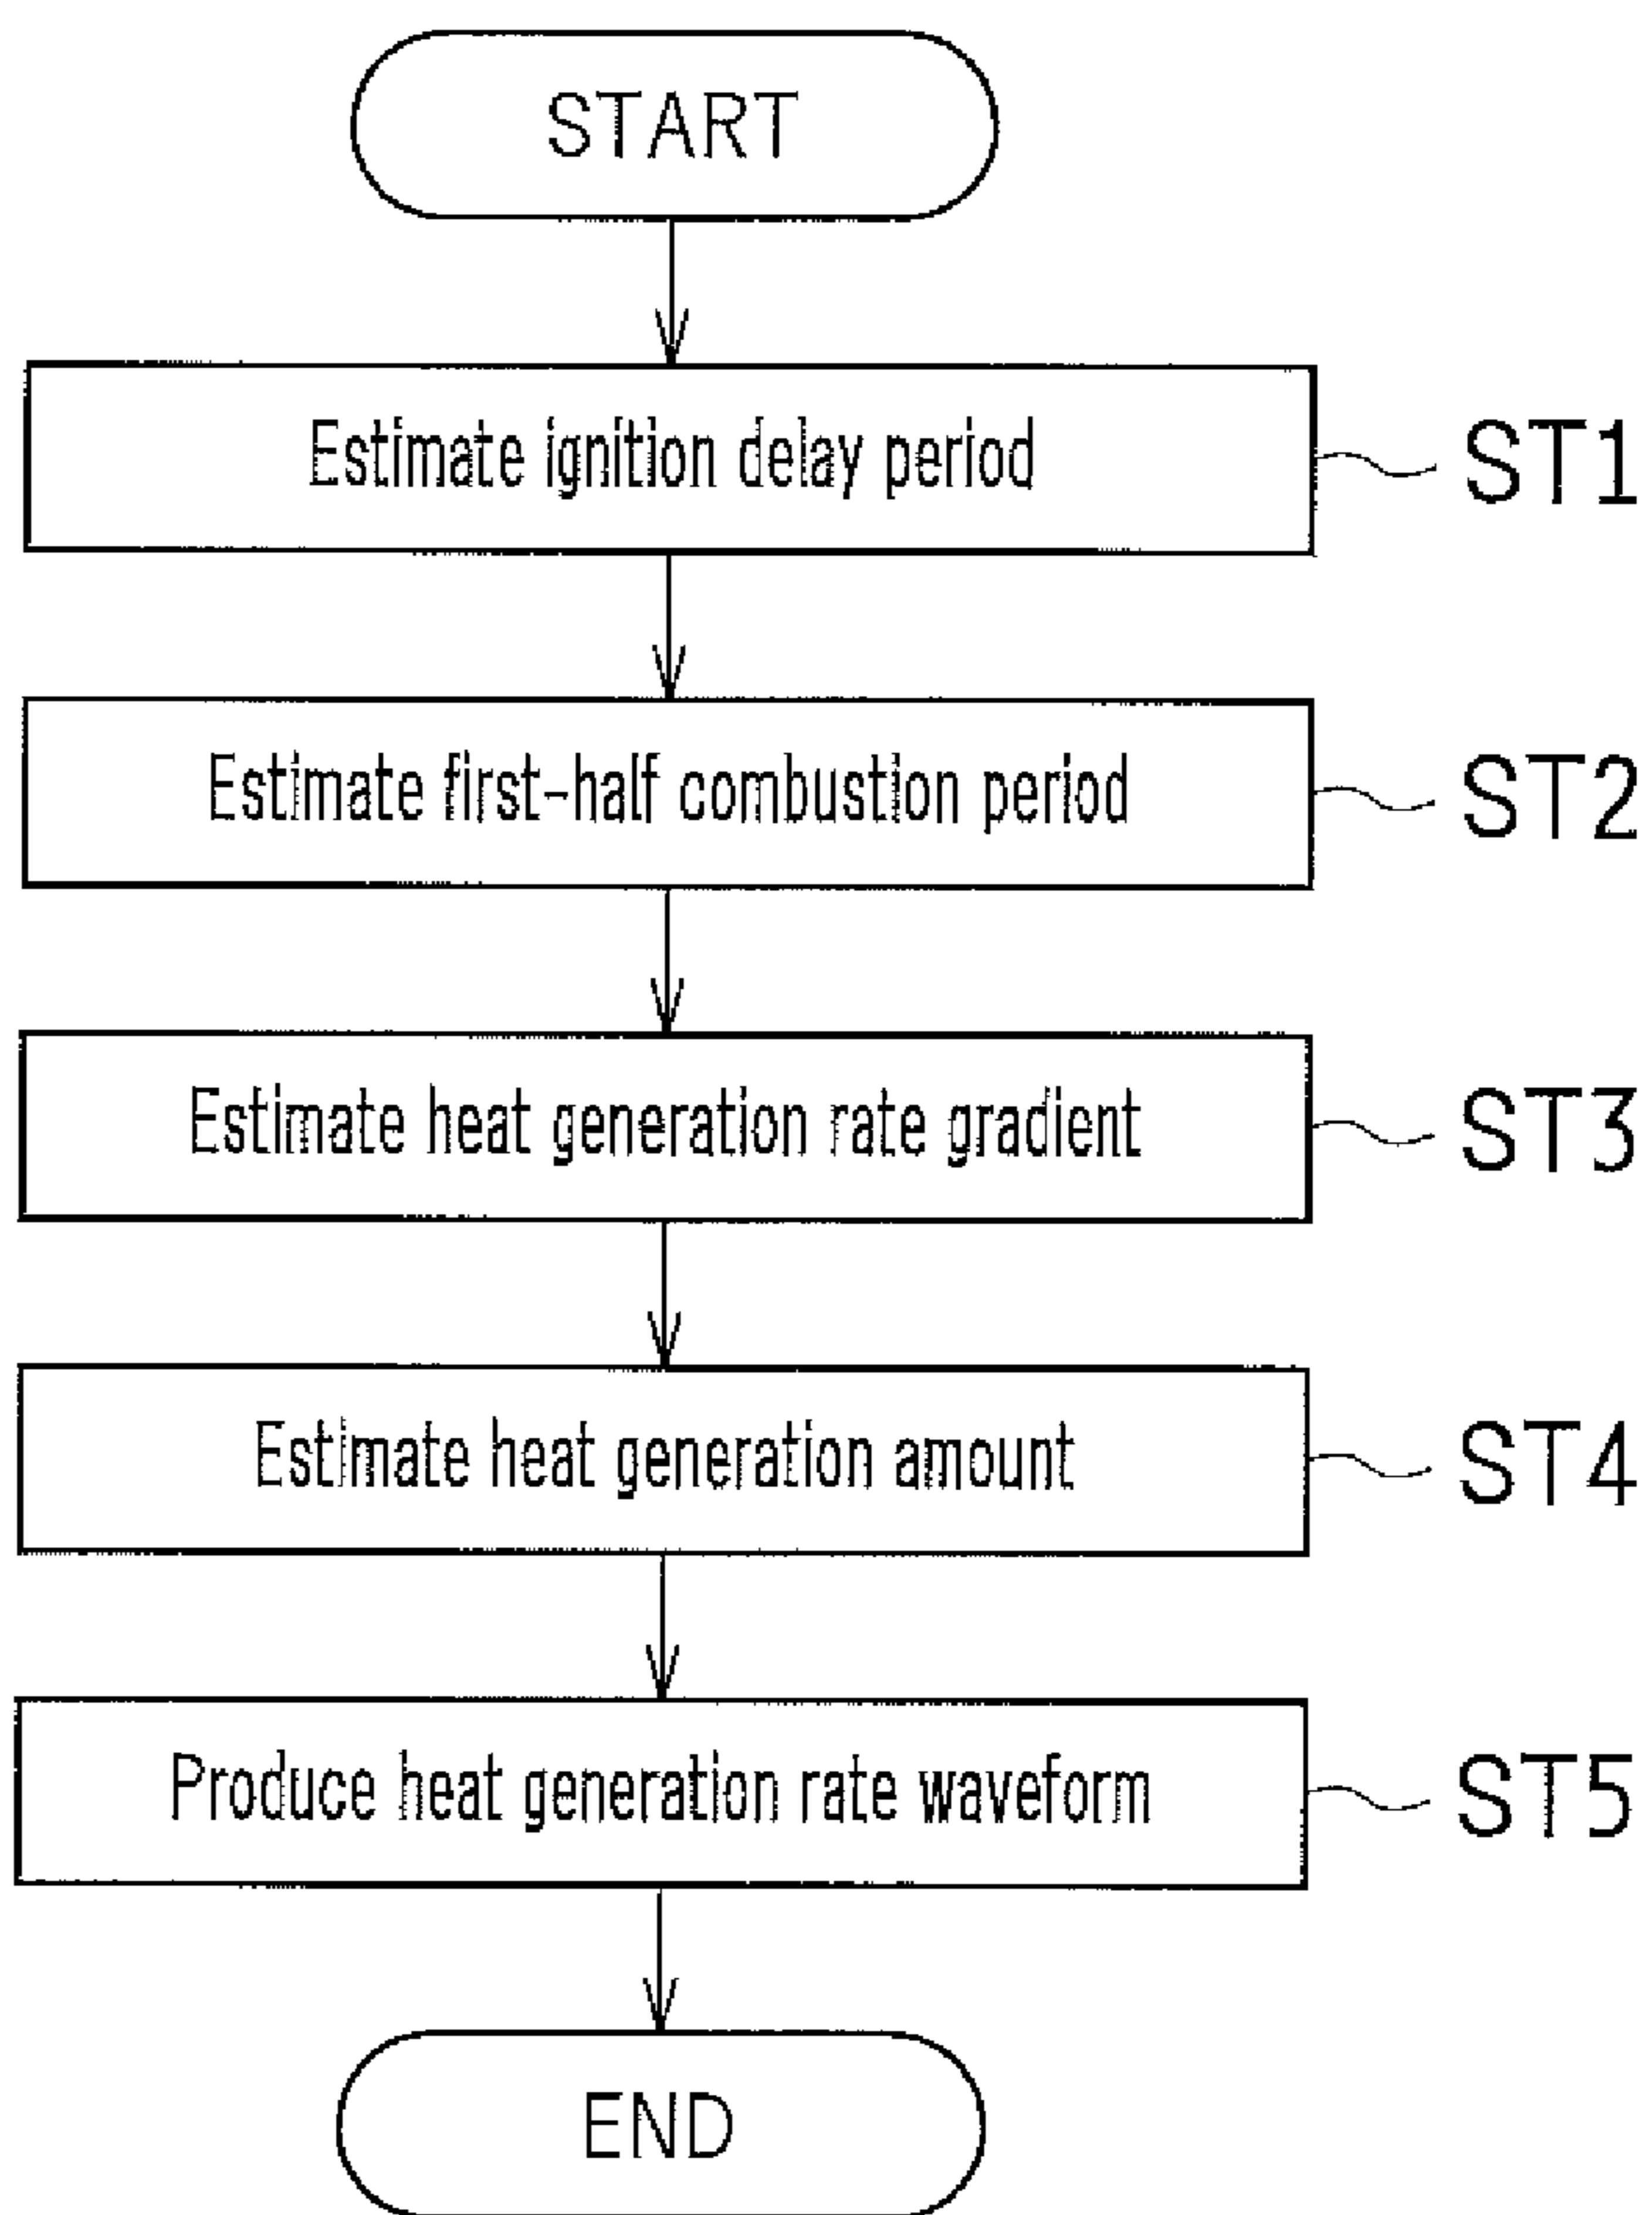 START
Estimate ignition delay period
ST1
Estimate first-half combustion period
ST2
Estimate heat generation rate gradient
ST3
Estimate heat generation amount
ST4
Produce heat generation rate waveform
ST5
END